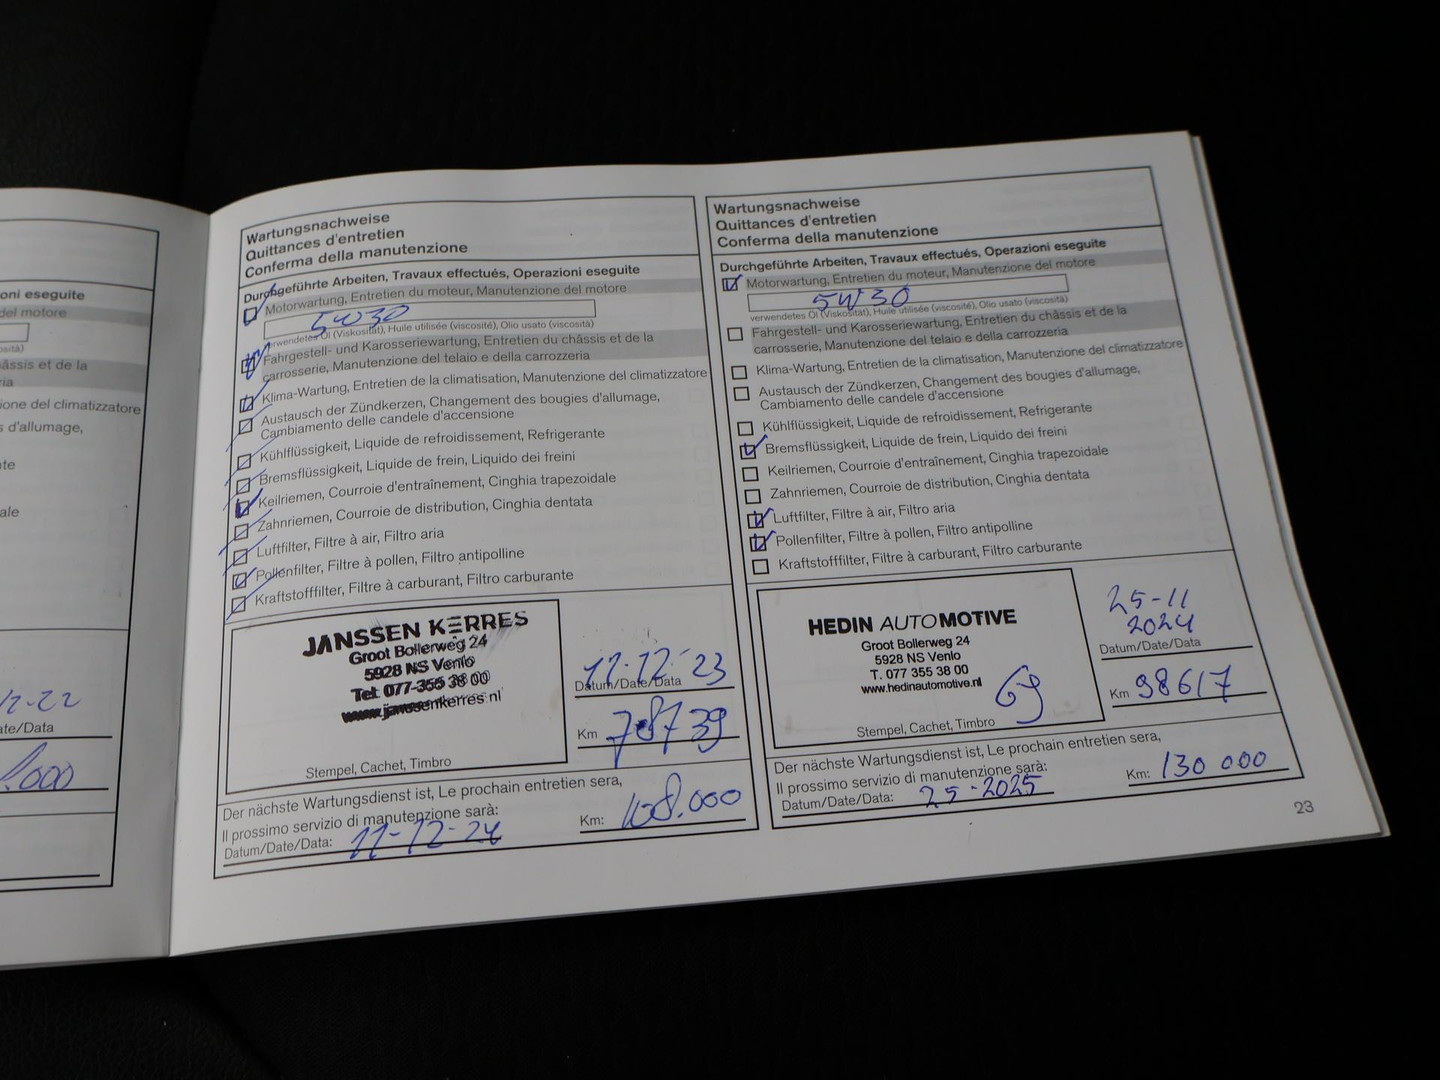 oni eseguite
del motore
osità)
âssis et de la
ria
ione del climatizzatore
s d'allumage,
nte
ale
12-22
ate/Data
.000
Wartungsnachweise
Quittances d'entretien
Conferma della manutenzione
Durchgeführte Arbeiten, Travaux effectués, Operazioni eseguite
Motorwartung, Entretien du moteur, Manutenzione del motore
5W30
verwendetes Öl (Viskosität), Huile utilisée (viscosité), Olio usato (viscosità)
Fahrgestell- und Karosseriewartung, Entretien du châssis et de la
carrosserie, Manutenzione del telaio e della carrozzeria
Klima-Wartung, Entretien de la climatisation, Manutenzione del climatizzatore
Austausch der Zündkerzen, Changement des bougies d'allumage,
Cambiamento delle candele d'accensione
Kühlflüssigkeit, Liquide de refroidissement, Refrigerante
Bremsflüssigkeit, Liquide de frein, Liquido dei freini
Keilriemen, Courroie d'entraînement, Cinghia trapezoidale
Zahnriemen, Courroie de distribution, Cinghia dentata
Luftfilter, Filtre à air, Filtro aria
Pollenfilter, Filtre à pollen, Filtro antipolline
Kraftstofffilter, Filtre à carburant, Filtro carburante
JANSSEN KERRES
Groot Bollerweg 24
5928 NS Venlo
Tel: 077-355 38 00
www.janssenkerres.nl
Stempel, Cachet, Timbro
11-12-23
Datum/Date/Data
Km 78739
Der nächste Wartungsdienst ist, Le prochain entretien sera,
Il prossimo servizio di manutenzione sarà:
Datum/Date/Data: 11-12-24 Km: 108.000
Wartungsnachweise
Quittances d'entretien
Conferma della manutenzione
Durchgeführte Arbeiten, Travaux effectués, Operazioni eseguite
Motorwartung, Entretien du moteur, Manutenzione del motore
5W30
verwendetes Öl (Viskosität), Huile utilisée (viscosité), Olio usato (viscosità)
Fahrgestell- und Karosseriewartung, Entretien du châssis et de la
carrosserie, Manutenzione del telaio e della carrozzeria
Klima-Wartung, Entretien de la climatisation, Manutenzione del climatizzatore
Austausch der Zündkerzen, Changement des bougies d'allumage,
Cambiamento delle candele d'accensione
Kühlflüssigkeit, Liquide de refroidissement, Refrigerante
Bremsflüssigkeit, Liquide de frein, Liquido dei freini
Keilriemen, Courroie d'entraînement, Cinghia trapezoidale
Zahnriemen, Courroie de distribution, Cinghia dentata
Luftfilter, Filtre à air, Filtro aria
Pollenfilter, Filtre à pollen, Filtro antipolline
Kraftstofffilter, Filtre à carburant, Filtro carburante
HEDIN AUTOMOTIVE
Groot Bollerweg 24
5928 NS Venlo
T. 077 355 38 00
www.hedinautomotive.nl
69
Stempel, Cachet, Timbro
25-11
2024
Datum/Date/Data
Km 98617
Der nächste Wartungsdienst ist, Le prochain entretien sera,
Il prossimo servizio di manutenzione sarà:
Datum/Date/Data: 25-2025 Km: 130 000
23